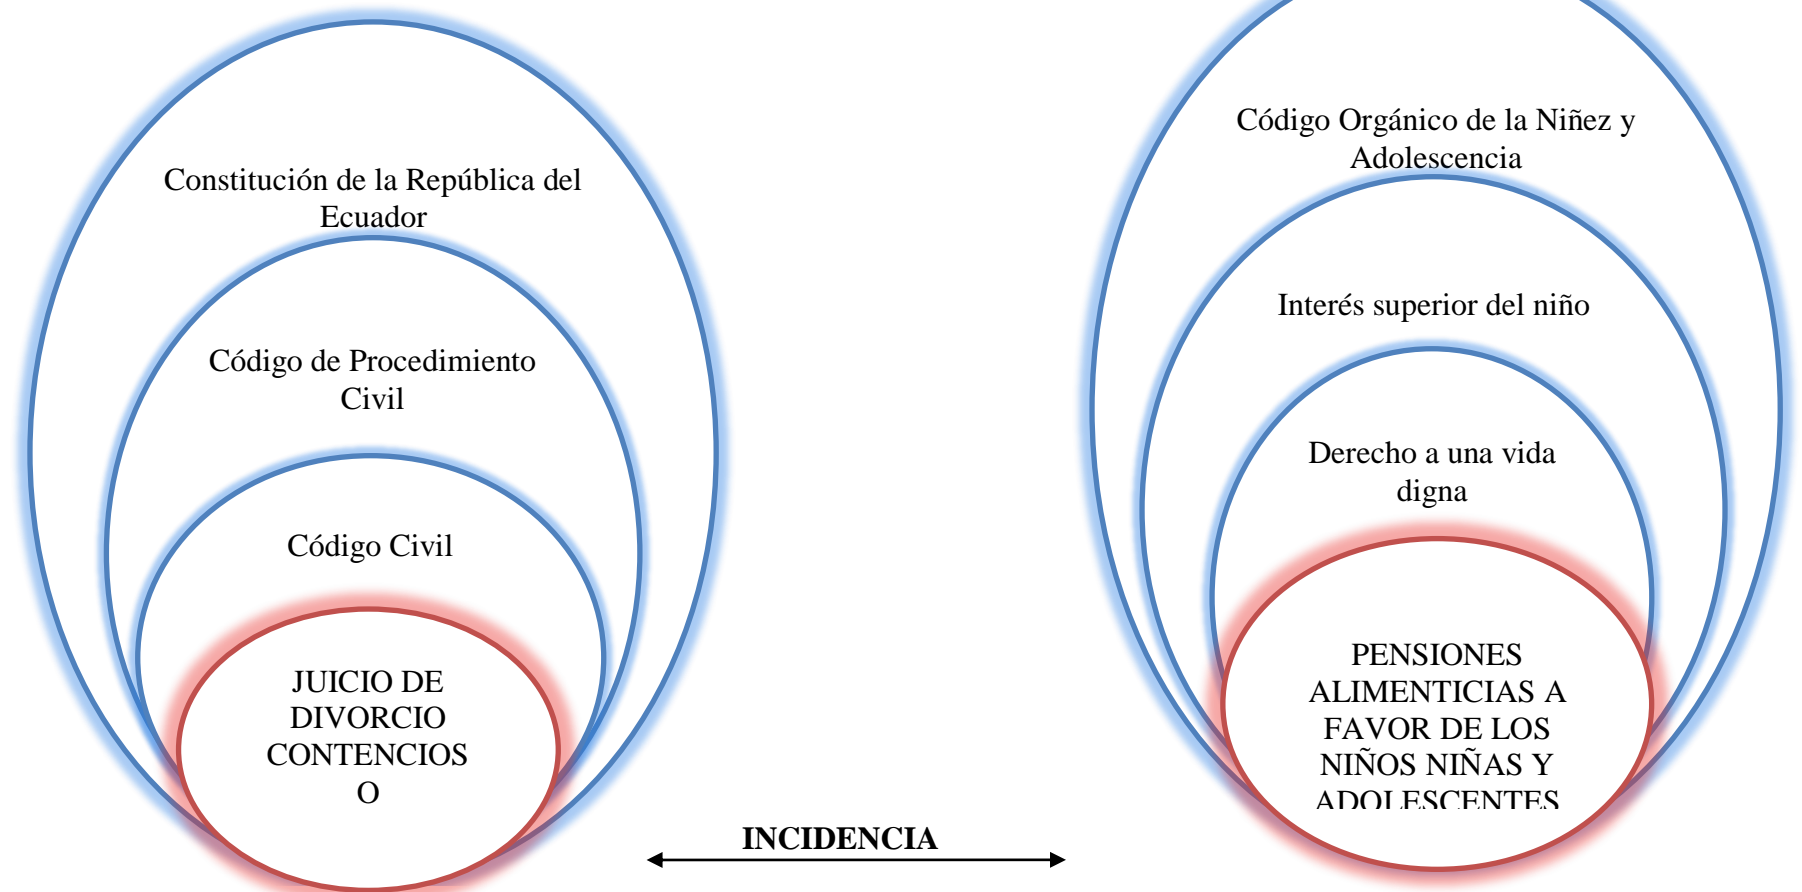 Constitución de la República del
Ecuador
Código de Procedimiento
Civil
Código Civil
JUICIO DE
DIVORCIO
CONTENCIOS
O
INCIDENCIA
Código Orgánico de la Niñez y
Adolescencia
Interés superior del niño
Derecho a una vida
digna
PENSIONES
ALIMENTICIAS A
FAVOR DE LOS
NIÑOS NIÑAS Y
ADOLESCENTES